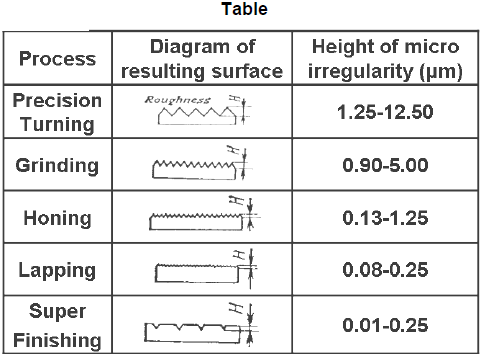 Table
Process
Diagram of
resulting surface
Height of micro
irregularity (µm)
Precision
Turning
Roughness H
1.25-12.50
Grinding
H
0.90-5.00
Honing
H
0.13-1.25
Lapping
H
0.08-0.25
Super
Finishing
H
0.01-0.25